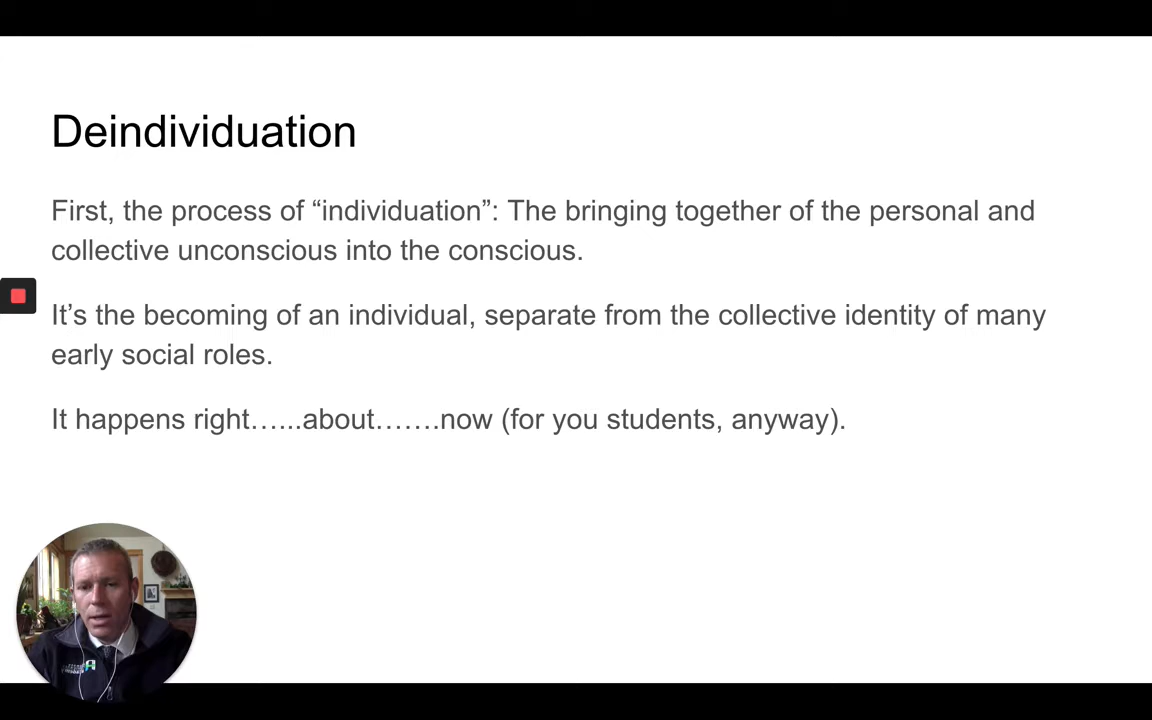 Deindividuation
First, the process of “individuation”: The bringing together of the personal and
collective unconscious into the conscious.
It’s the becoming of an individual, separate from the collective identity of many
early social roles.
It happens right…...about…….now (for you students, anyway).